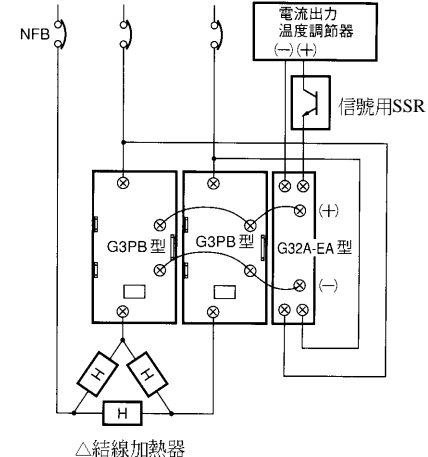 NFB
電流出力
温度調節器
(−) (+)
信號用SSR
(+)
G3PB 型
G3PB 型
G32A-EA 型
(−)
H
H
H
△結線加熱器